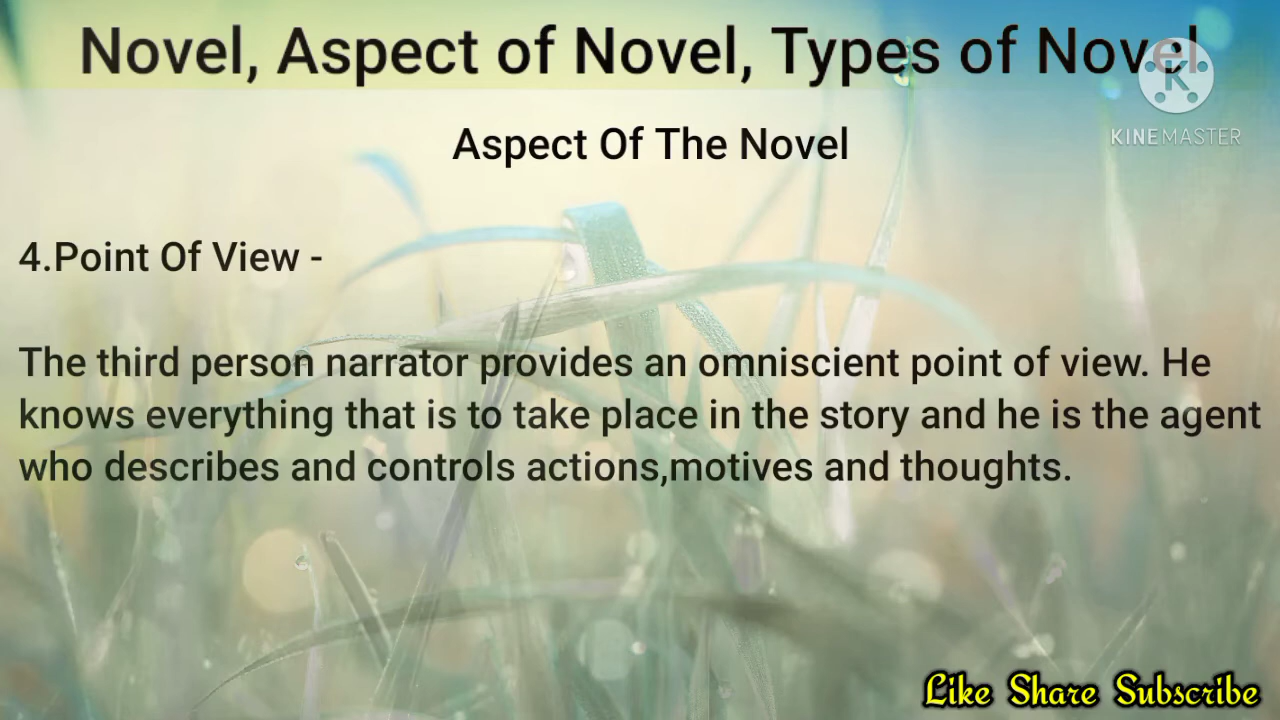 Novel, Aspect of Novel, Types of Novel
KINEMASTER
Aspect Of The Novel
4.Point Of View -
The third person narrator provides an omniscient point of view. He
knows everything that is to take place in the story and he is the agent
who describes and controls actions,motives and thoughts.
Like Share Subscribe